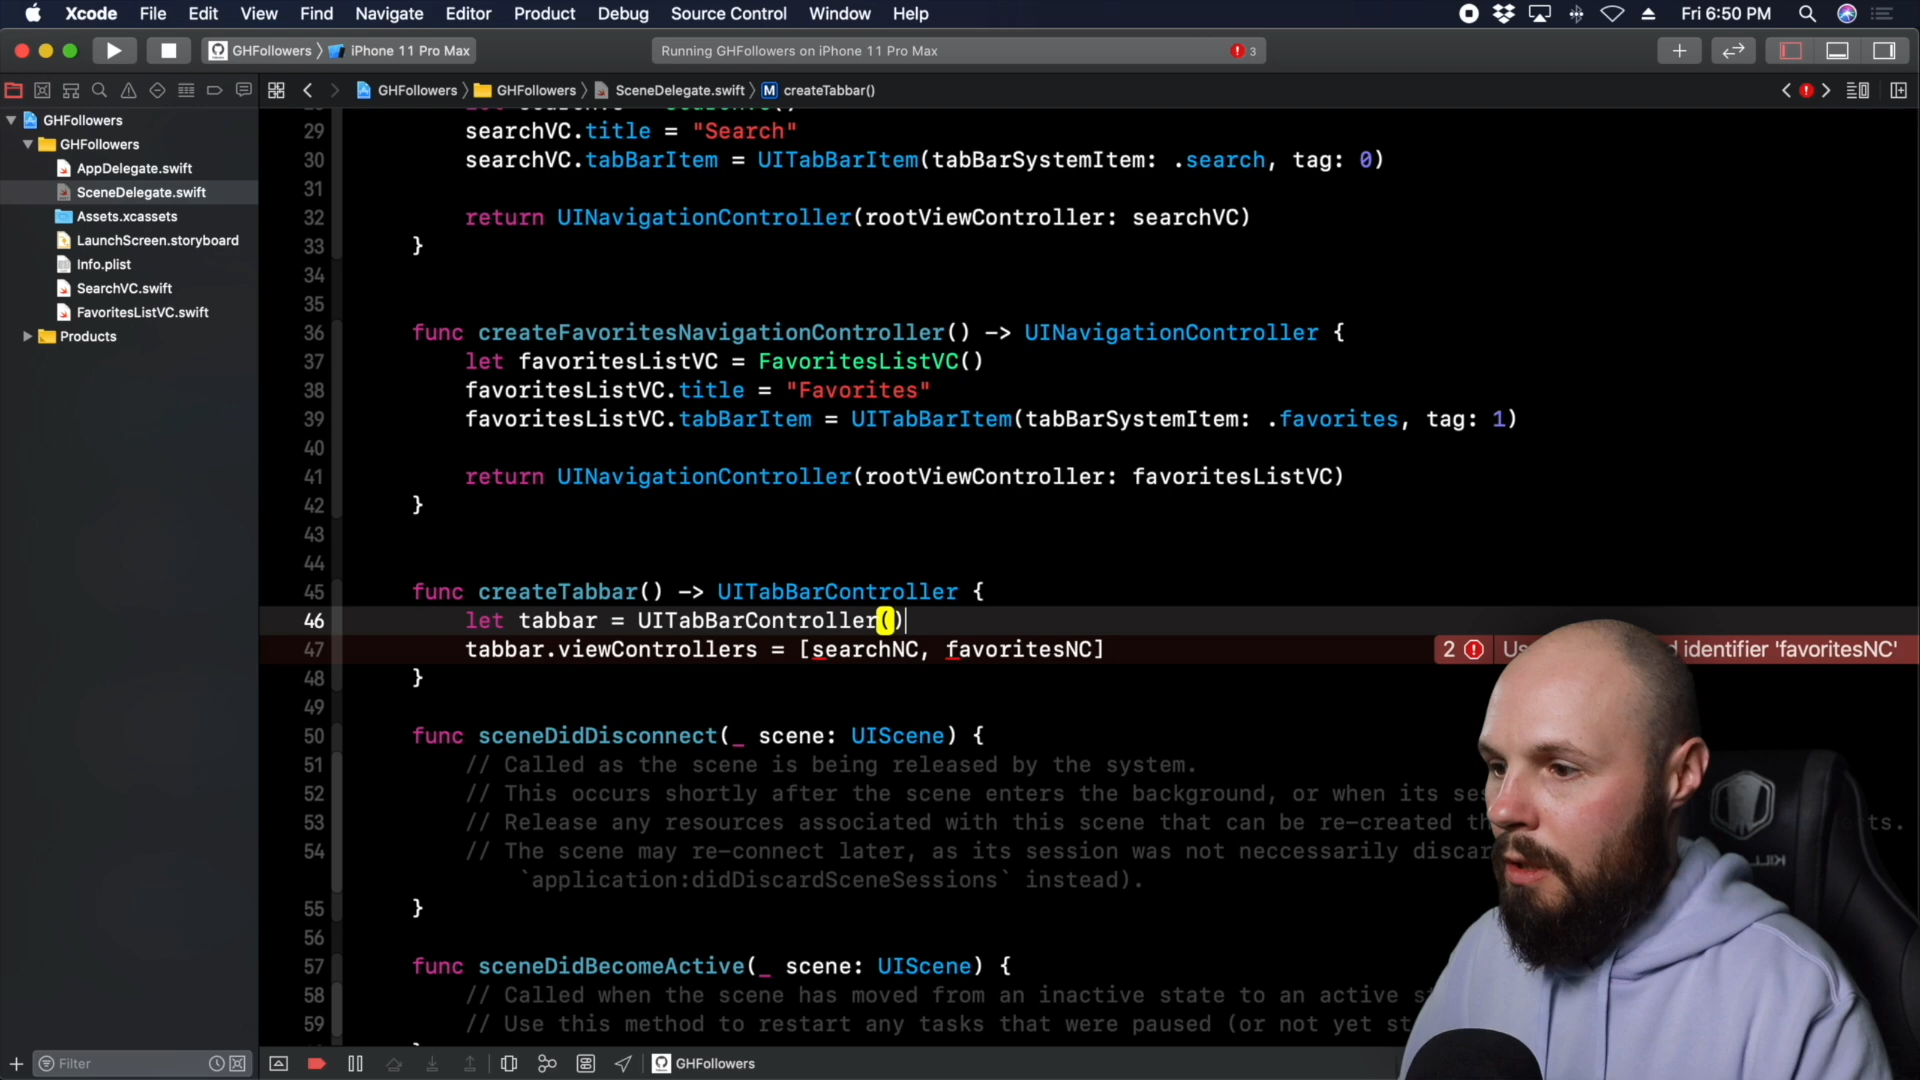 Xcode File Edit View Find Navigate Editor Product Debug Source Control Window Help Fri 6:50 PM
GHFollowers iPhone 11 Pro Max Running GHFollowers on iPhone 11 Pro Max 3
GHFollowers GHFollowers SceneDelegate.swift M createTabbar()
GHFollowers
GHFollowers
AppDelegate.swift
SceneDelegate.swift
Assets.xcassets
LaunchScreen.storyboard
Info.plist
SearchVC.swift
FavoritesListVC.swift
Products
29 searchVC.title = "Search"
30 searchVC.tabBarItem = UITabBarItem(tabBarSystemItem: .search, tag: 0)
31
32 return UINavigationController(rootViewController: searchVC)
33 }
34
35
36 func createFavoritesNavigationController() -> UINavigationController {
37 let favoritesListVC = FavoritesListVC()
38 favoritesListVC.title = "Favorites"
39 favoritesListVC.tabBarItem = UITabBarItem(tabBarSystemItem: .favorites, tag: 1)
40
41 return UINavigationController(rootViewController: favoritesListVC)
42 }
43
44
45 func createTabbar() -> UITabBarController {
46 let tabbar = UITabBarController()
47 tabbar.viewControllers = [searchNC, favoritesNC] 2 identifier 'favoritesNC'
48 }
49
50 func sceneDidDisconnect(_ scene: UIScene) {
51 // Called as the scene is being released by the system.
52 // This occurs shortly after the scene enters the background, or when its
53 // Release any resources associated with this scene that can be re-created
54 // The scene may re-connect later, as its session was not neccessarily
`application:didDiscardSceneSessions` instead).
55 }
56
57 func sceneDidBecomeActive(_ scene: UIScene) {
58 // Called when the scene has moved from an inactive state to an active
59 // Use this method to restart any tasks that were paused (or not yet
Filter GHFollowers